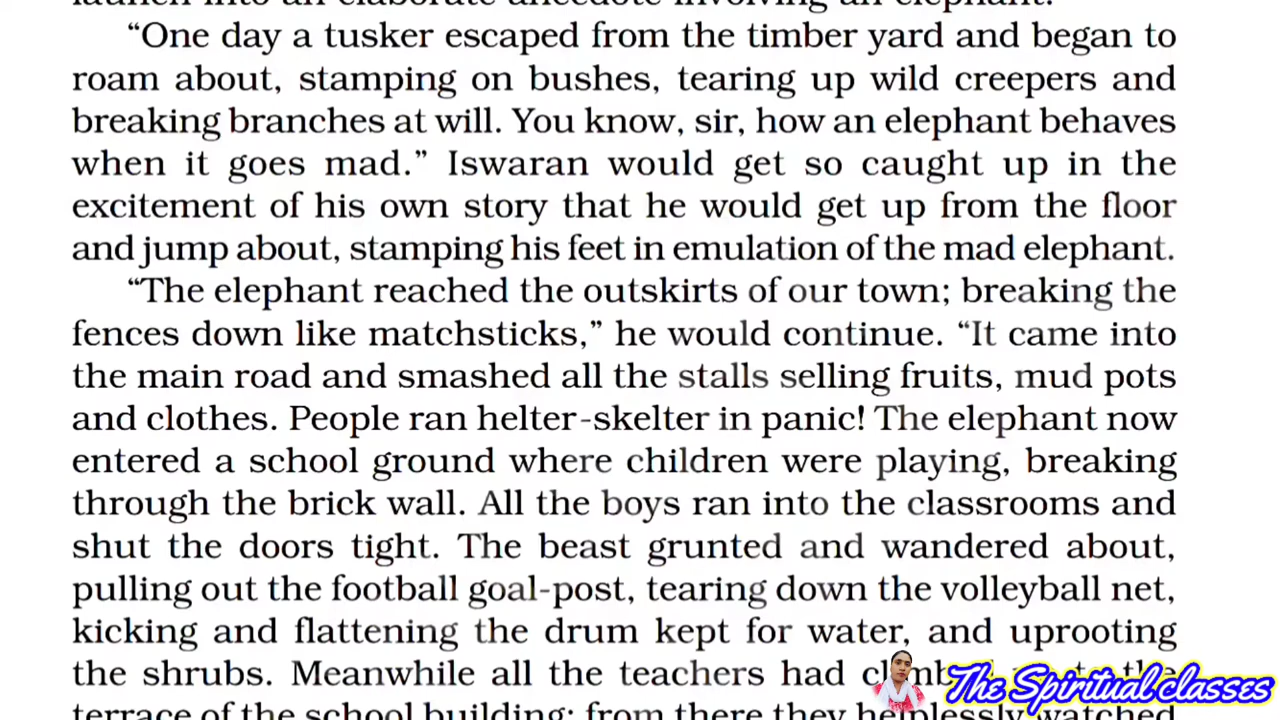 launch into an elaborate anecdote involving an elephant.
“One day a tusker escaped from the timber yard and began to
roam about, stamping on bushes, tearing up wild creepers and
breaking branches at will. You know, sir, how an elephant behaves
when it goes mad.” Iswaran would get so caught up in the
excitement of his own story that he would get up from the floor
and jump about, stamping his feet in emulation of the mad elephant.
“The elephant reached the outskirts of our town; breaking the
fences down like matchsticks,” he would continue. “It came into
the main road and smashed all the stalls selling fruits, mud pots
and clothes. People ran helter-skelter in panic! The elephant now
entered a school ground where children were playing, breaking
through the brick wall. All the boys ran into the classrooms and
shut the doors tight. The beast grunted and wandered about,
pulling out the football goal-post, tearing down the volleyball net,
kicking and flattening the drum kept for water, and uprooting
the shrubs. Meanwhile all the teachers had
terrace of the school building; from there they helplessly watched
The Spiritual classes